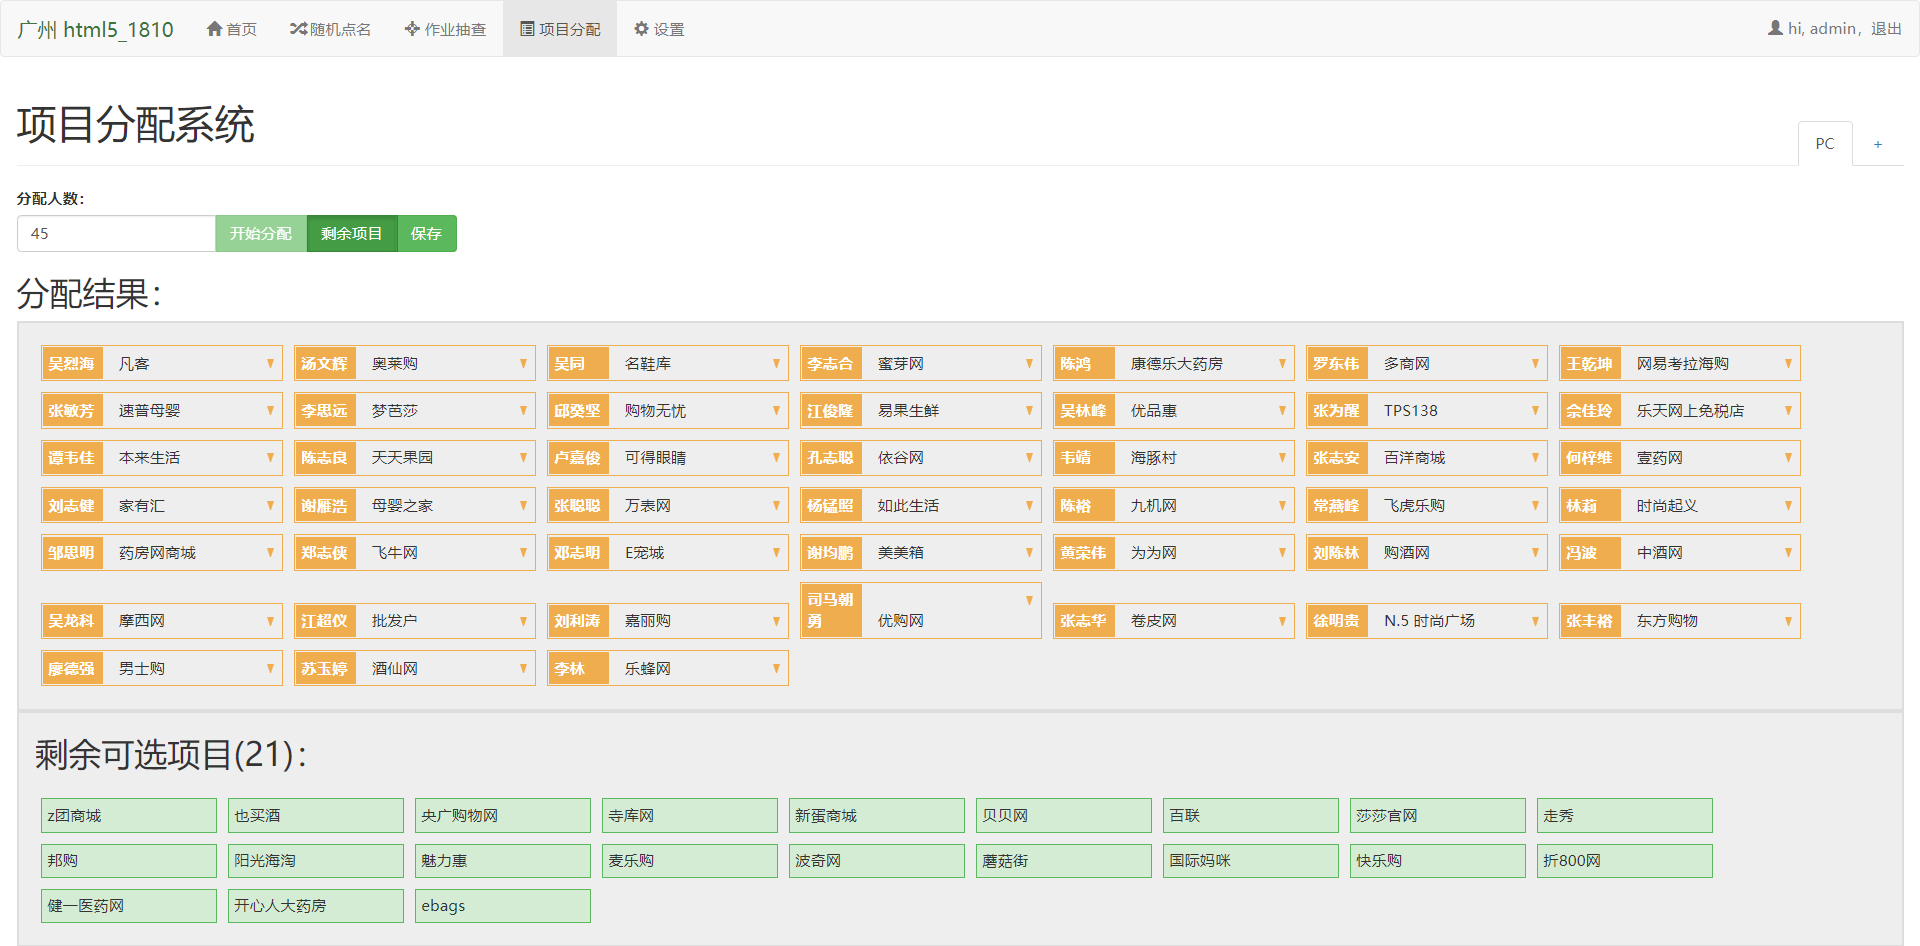 广州 html5_1810 首页 随机点名 作业抽查 项目分配 设置 hi, admin，退出
项目分配系统
PC +
分配人数：
45 开始分配 剩余项目 保存
分配结果：
吴烈海 凡客 ▼ 汤文辉 奥莱购 ▼ 吴同 名鞋库 ▼ 李志合 蜜芽网 ▼ 陈鸿 康德乐大药房 ▼ 罗东伟 多商网 ▼ 王乾坤 网易考拉海购 ▼
张敏芳 速普母婴 ▼ 李思远 梦芭莎 ▼ 邱葵坚 购物无忧 ▼ 江俊隆 易果生鲜 ▼ 吴林峰 优品惠 ▼ 张为醒 TPS138 ▼ 佘佳玲 乐天网上免税店 ▼
谭韦佳 本来生活 ▼ 陈志良 天天果园 ▼ 卢嘉俊 可得眼睛 ▼ 孔志聪 依谷网 ▼ 韦靖 海豚村 ▼ 张志安 百洋商城 ▼ 何梓维 壹药网 ▼
刘志健 家有汇 ▼ 谢雁浩 母婴之家 ▼ 张聪聪 万表网 ▼ 杨锰照 如此生活 ▼ 陈裕 九机网 ▼ 常燕峰 飞虎乐购 ▼ 林莉 时尚起义 ▼
邹思明 药房网商城 ▼ 郑志侠 飞牛网 ▼ 邓志明 E宠城 ▼ 谢均鹏 美美箱 ▼ 黄荣伟 为为网 ▼ 刘陈林 购酒网 ▼ 冯波 中酒网 ▼
吴龙科 摩西网 ▼ 江超仪 批发户 ▼ 刘利涛 嘉丽购 ▼ 司马朝勇 优购网 ▼ 张志华 卷皮网 ▼ 徐明贵 N.5 时尚广场 ▼ 张丰裕 东方购物 ▼
廖德强 男士购 ▼ 苏玉婷 酒仙网 ▼ 李林 乐蜂网 ▼
剩余可选项目(21)：
z团商城 也买酒 央广购物网 寺库网 新蛋商城 贝贝网 百联 莎莎官网 走秀
邦购 阳光海淘 魅力惠 麦乐购 波奇网 蘑菇街 国际妈咪 快乐购 折800网
健一医药网 开心人大药房 ebags